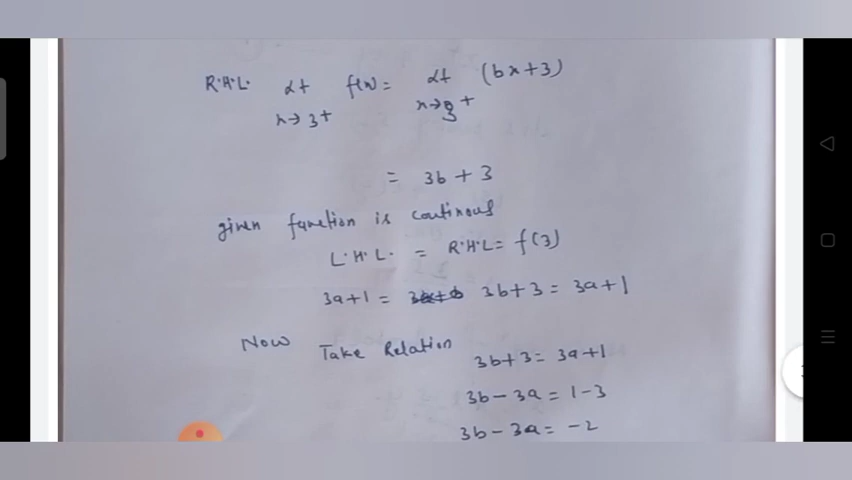 R.H.L. Lt f(x) = Lt (bx+3)
x→3+ x→3+
= 3b + 3
given function is continous
L.H.L. = R.H.L = f(3)
3a+1 = 3b+3 = 3a+1
Now Take Relation
3b+3 = 3a+1
3b-3a = 1-3
3b-3a = -2